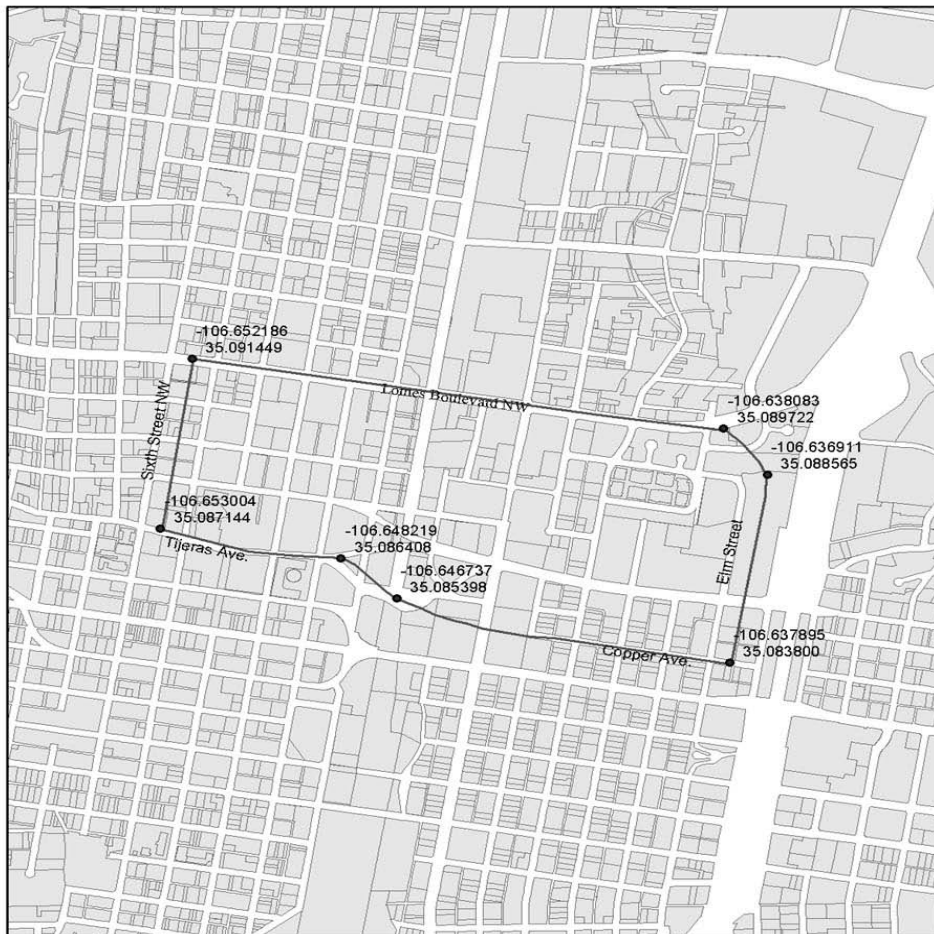 -106.652186
35.091449
Lomes Boulevard NW
-106.638083
35.089722
-106.636911
35.088565
Sixth Street NW
-106.653004
35.087144
Tijeras Ave.
-106.648219
35.086408
-106.646737
35.085398
Elm Street
Copper Ave.
-106.637895
35.083800